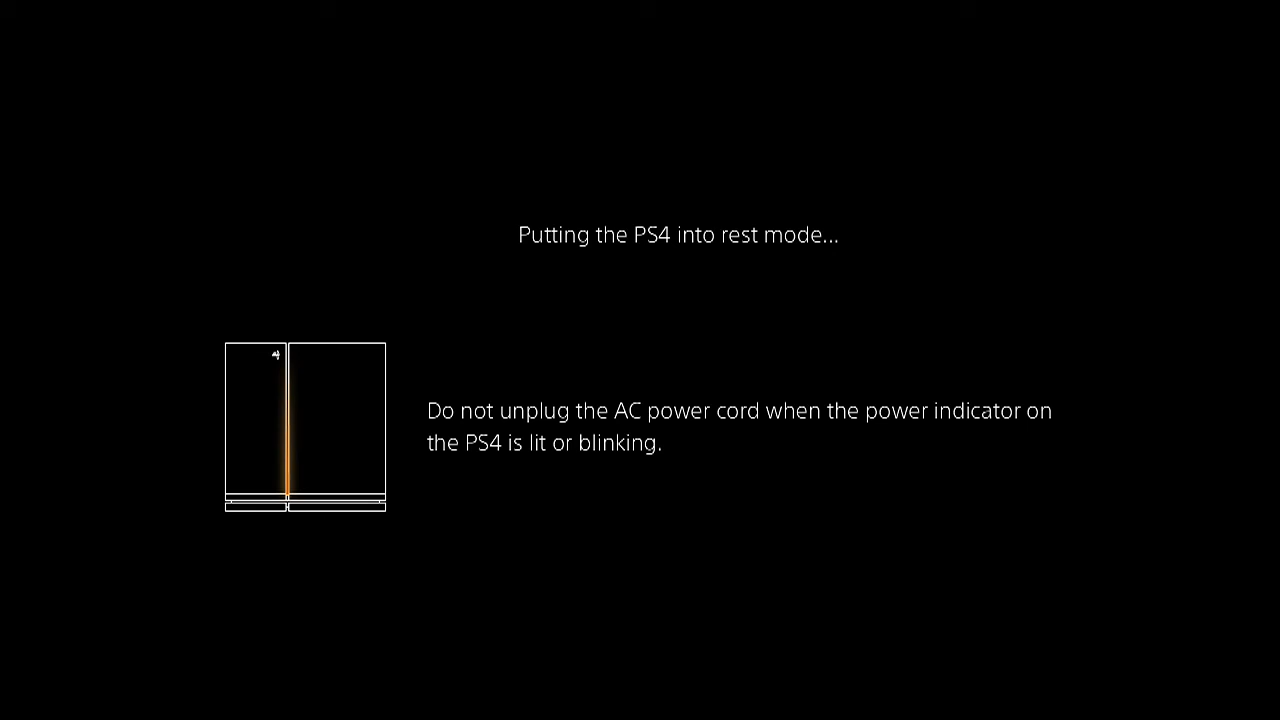 Putting the PS4 into rest mode...
Do not unplug the AC power cord when the power indicator on
the PS4 is lit or blinking.